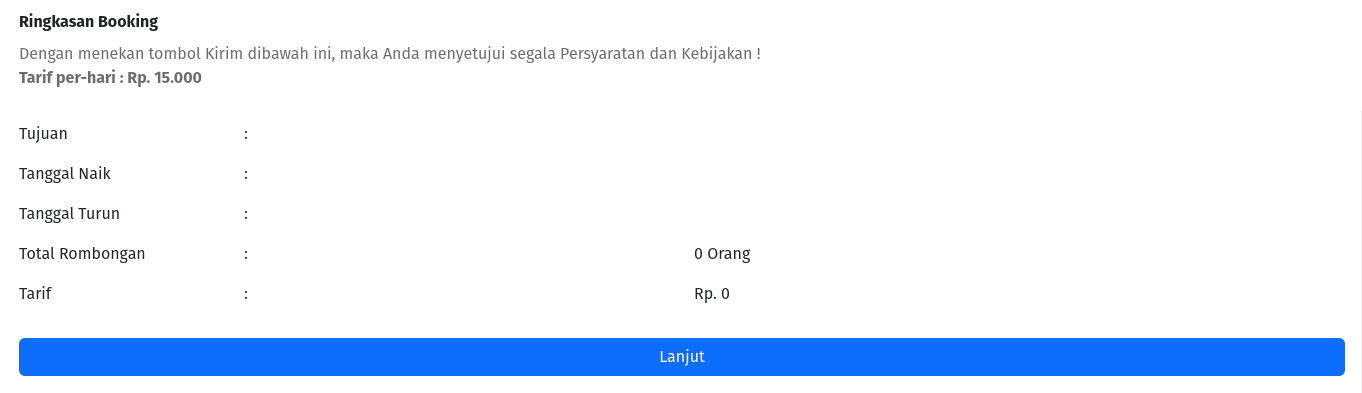 Ringkasan Booking
Dengan menekan tombol Kirim dibawah ini, maka Anda menyetujui segala Persyaratan dan Kebijakan !
Tarif per-hari : Rp. 15.000
Tujuan :
Tanggal Naik :
Tanggal Turun :
Total Rombongan : 0 Orang
Tarif : Rp. 0
Lanjut